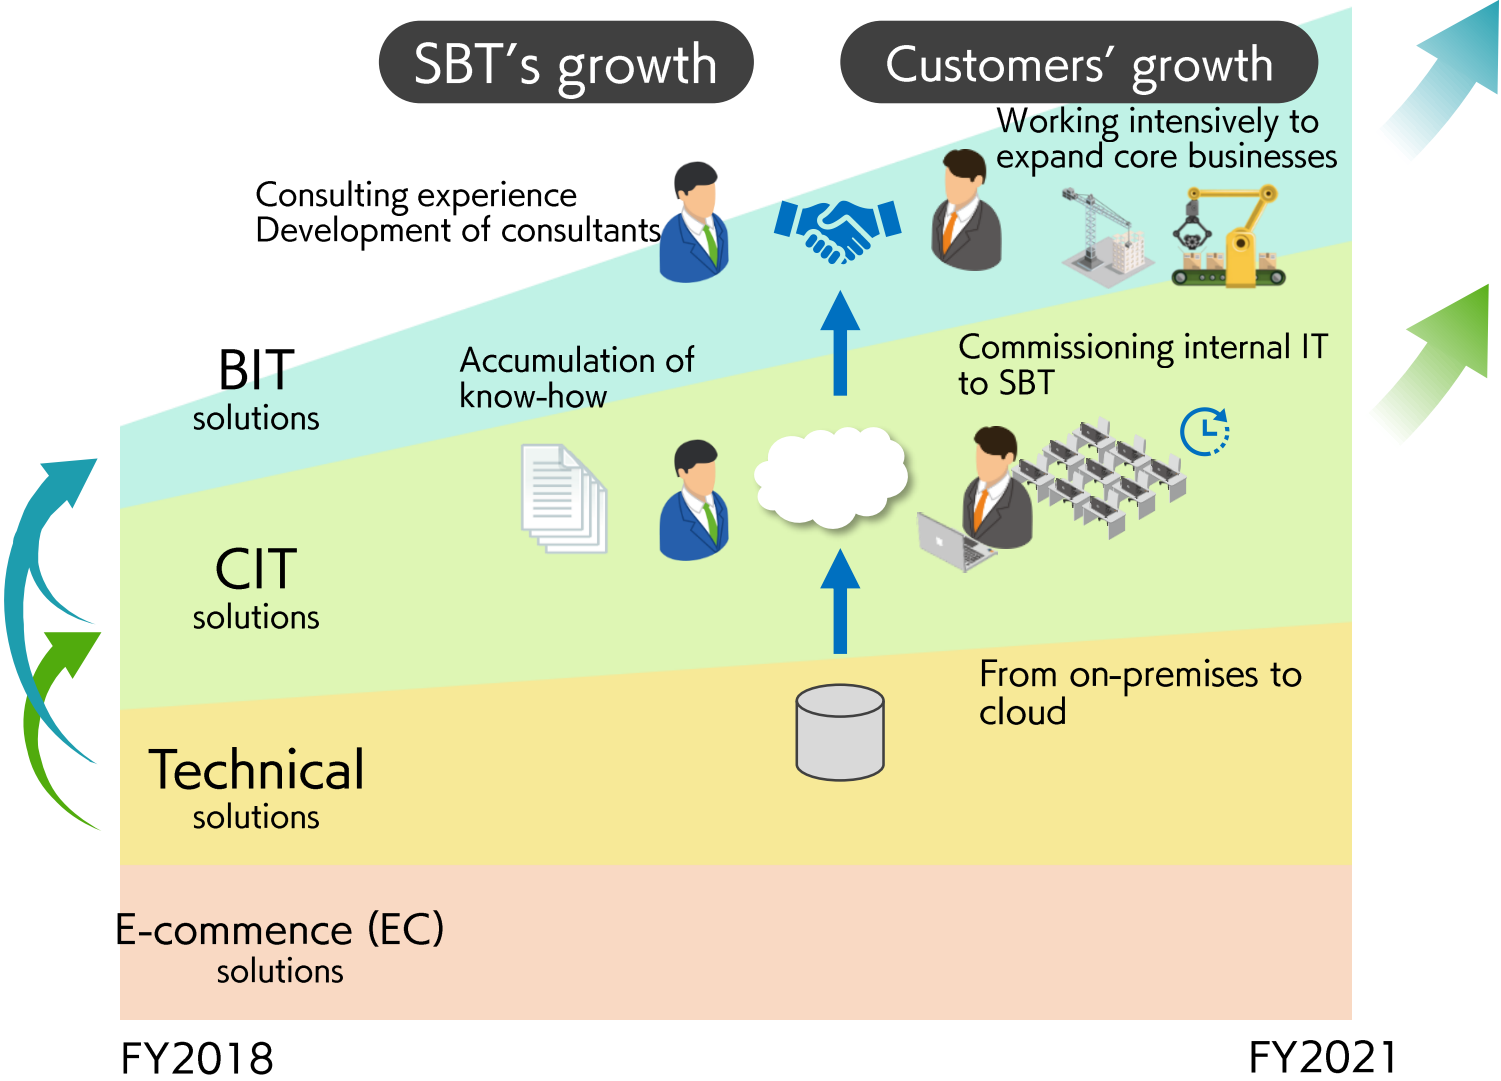 SBT's growth
Customers' growth
Working intensively to
expand core businesses
Consulting experience
Development of consultants
BIT
solutions
Accumulation of
know-how
Commissioning internal IT
to SBT
CIT
solutions
From on-premises to
cloud
Technical
solutions
E-commence (EC)
solutions
FY2018
FY2021